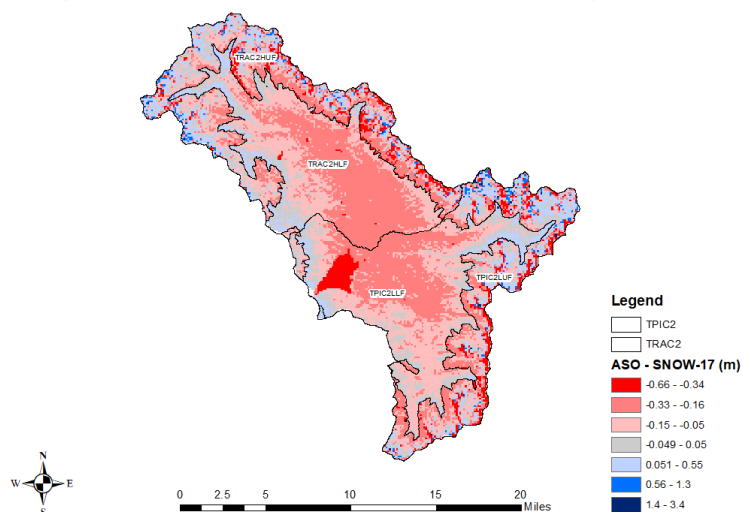 TRAC2HUF
TRAC2HLF
TPIC2LUF
TPIC2LLF
Legend
TPIC2
TRAC2
ASO - SNOW-17 (m)
-0.66 - -0.34
-0.33 - -0.16
-0.15 - -0.05
-0.049 - 0.05
0.051 - 0.55
0.56 - 1.3
1.4 - 3.4
N
W E
S
0 2.5 5 10 15 20
Miles